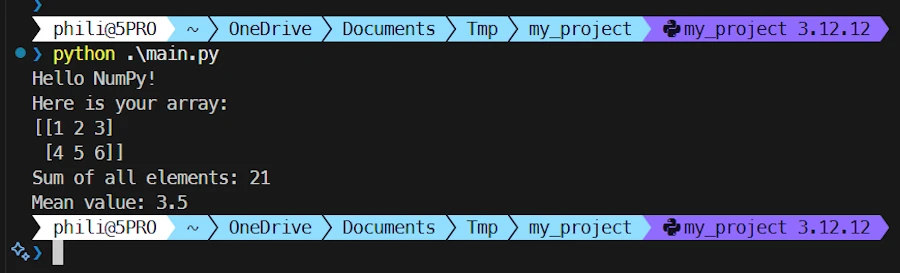 ❯
phili@5PRO ~ OneDrive Documents Tmp my_project my_project 3.12.12
❯ python .\main.py
Hello NumPy!
Here is your array:
[[1 2 3]
 [4 5 6]]
Sum of all elements: 21
Mean value: 3.5
phili@5PRO ~ OneDrive Documents Tmp my_project my_project 3.12.12
❯